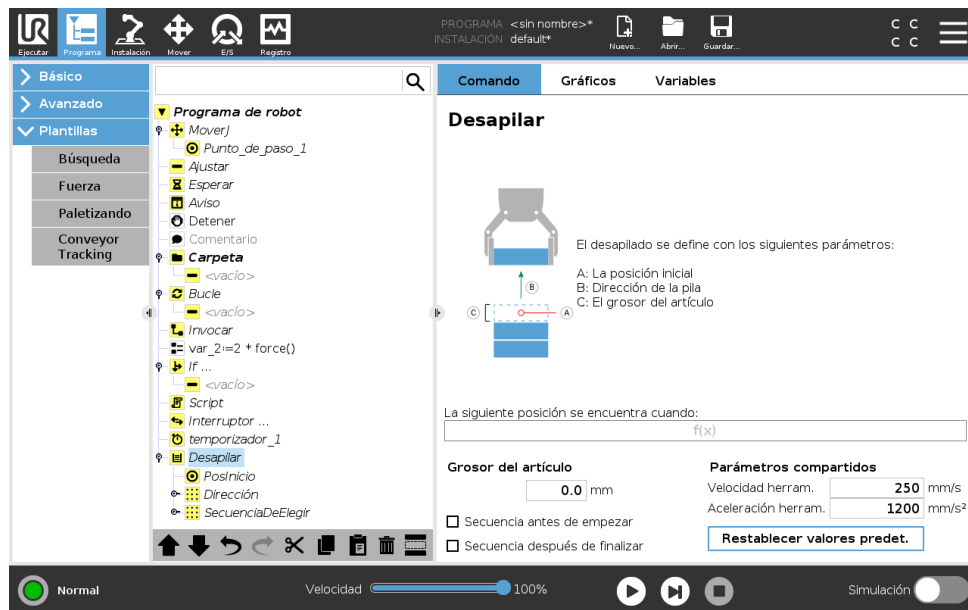 Ejecutar
Programa
Instalación
Mover
E/S
Registro
PROGRAMA <sin nombre>*
INSTALACIÓN default*
Nuevo...
Abrir...
Guardar...
C C
C C
Básico
Avanzado
Plantillas
Búsqueda
Fuerza
Paletizando
Conveyor
Tracking
Programa de robot
MoverJ
Punto_de_paso_1
Ajustar
Esperar
Aviso
Detener
Comentario
Carpeta
<vacío>
Bucle
<vacío>
Invocar
var_2:=2 * force()
If ...
<vacío>
Script
Interruptor ...
temporizador_1
Desapilar
PosInicio
Dirección
SecuenciaDeElegir
Comando
Gráficos
Variables
Desapilar
B
C
A
El desapilado se define con los siguientes parámetros:
A: La posición inicial
B: Dirección de la pila
C: El grosor del artículo
La siguiente posición se encuentra cuando:
f(x)
Grosor del artículo
0.0 mm
Secuencia antes de empezar
Secuencia después de finalizar
Parámetros compartidos
Velocidad herram. 250 mm/s
Aceleración herram. 1200 mm/s²
Restablecer valores predet.
Normal
Velocidad
100%
Simulación